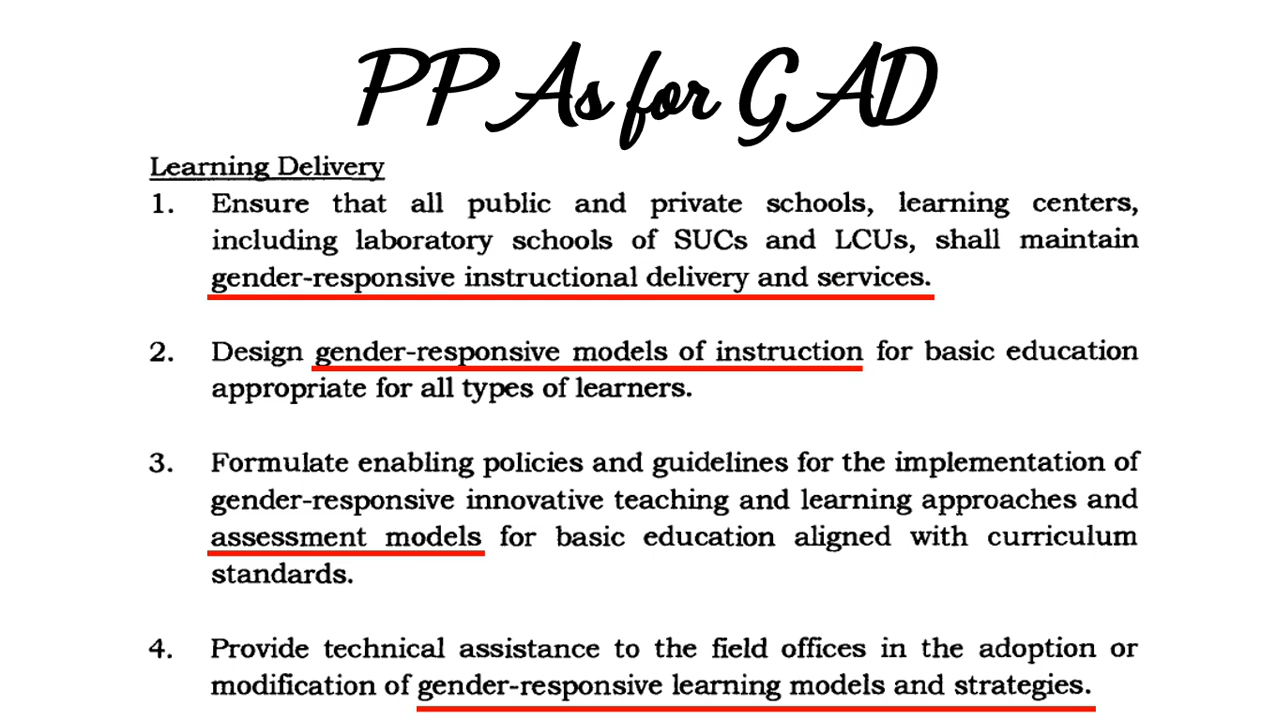 PPAs for GAD
Learning Delivery
1. Ensure that all public and private schools, learning centers,
including laboratory schools of SUCs and LCUs, shall maintain
gender-responsive instructional delivery and services.
2. Design gender-responsive models of instruction for basic education
appropriate for all types of learners.
3. Formulate enabling policies and guidelines for the implementation of
gender-responsive innovative teaching and learning approaches and
assessment models for basic education aligned with curriculum
standards.
4. Provide technical assistance to the field offices in the adoption or
modification of gender-responsive learning models and strategies.